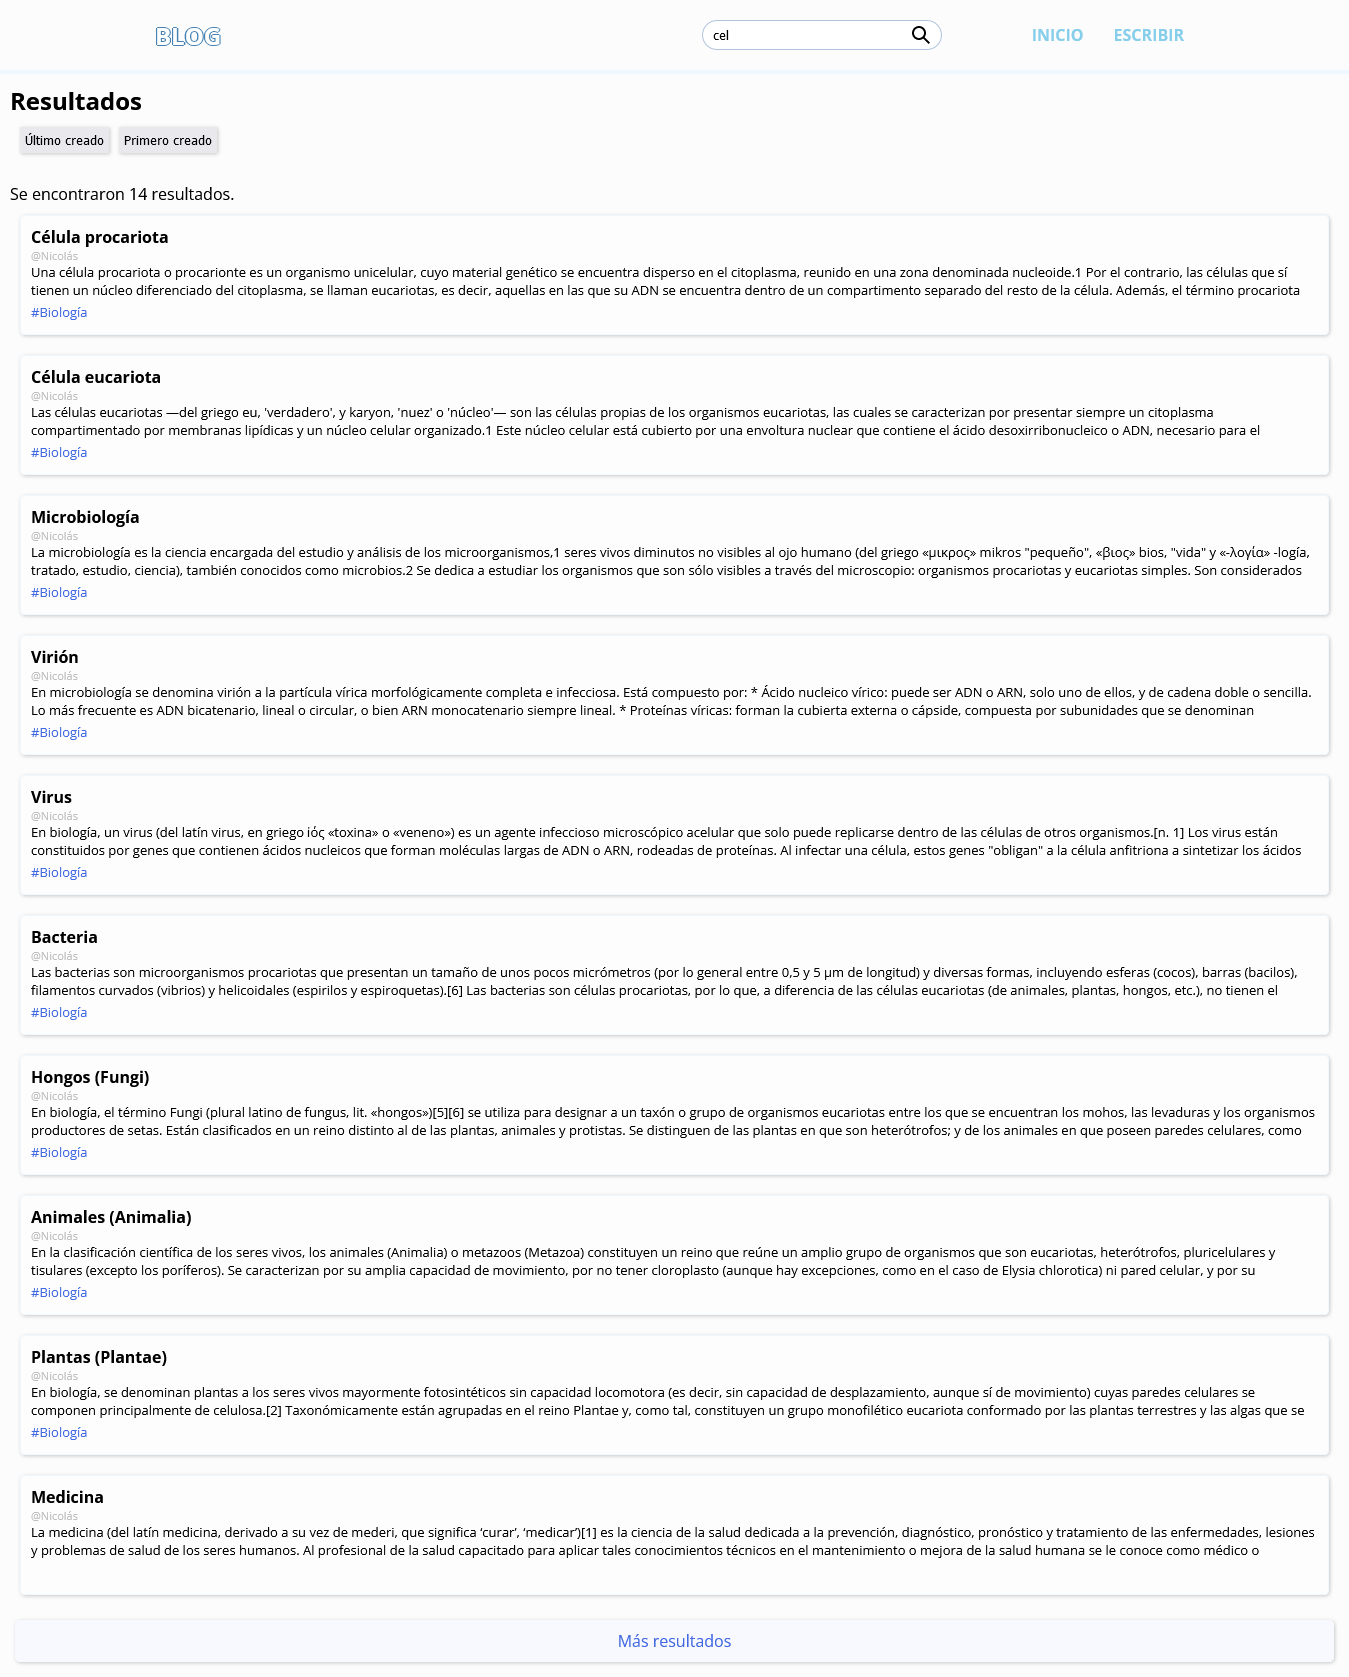 BLOG
cel
INICIO
ESCRIBIR
Resultados
Último creado
Primero creado
Se encontraron 14 resultados.
Célula procariota
@Nicolás
Una célula procariota o procarionte es un organismo unicelular, cuyo material genético se encuentra disperso en el citoplasma, reunido en una zona denominada nucleoide.1 Por el contrario, las células que sí
tienen un núcleo diferenciado del citoplasma, se llaman eucariotas, es decir, aquellas en las que su ADN se encuentra dentro de un compartimento separado del resto de la célula. Además, el término procariota
#Biología
Célula eucariota
@Nicolás
Las células eucariotas —del griego eu, 'verdadero', y karyon, 'nuez' o 'núcleo'— son las células propias de los organismos eucariotas, las cuales se caracterizan por presentar siempre un citoplasma
compartimentado por membranas lipídicas y un núcleo celular organizado.1 Este núcleo celular está cubierto por una envoltura nuclear que contiene el ácido desoxirribonucleico o ADN, necesario para el
#Biología
Microbiología
@Nicolás
La microbiología es la ciencia encargada del estudio y análisis de los microorganismos,1 seres vivos diminutos no visibles al ojo humano (del griego «μικρος» mikros "pequeño", «βιος» bios, "vida" y «-λογία» -logía,
tratado, estudio, ciencia), también conocidos como microbios.2 Se dedica a estudiar los organismos que son sólo visibles a través del microscopio: organismos procariotas y eucariotas simples. Son considerados
#Biología
Virión
@Nicolás
En microbiología se denomina virión a la partícula vírica morfológicamente completa e infecciosa. Está compuesto por: * Ácido nucleico vírico: puede ser ADN o ARN, solo uno de ellos, y de cadena doble o sencilla.
Lo más frecuente es ADN bicatenario, lineal o circular, o bien ARN monocatenario siempre lineal. * Proteínas víricas: forman la cubierta externa o cápside, compuesta por subunidades que se denominan
#Biología
Virus
@Nicolás
En biología, un virus (del latín virus, en griego ἰός «toxina» o «veneno») es un agente infeccioso microscópico acelular que solo puede replicarse dentro de las células de otros organismos.[n. 1] Los virus están
constituidos por genes que contienen ácidos nucleicos que forman moléculas largas de ADN o ARN, rodeadas de proteínas. Al infectar una célula, estos genes "obligan" a la célula anfitriona a sintetizar los ácidos
#Biología
Bacteria
@Nicolás
Las bacterias son microorganismos procariotas que presentan un tamaño de unos pocos micrómetros (por lo general entre 0,5 y 5 μm de longitud) y diversas formas, incluyendo esferas (cocos), barras (bacilos),
filamentos curvados (vibrios) y helicoidales (espirilos y espiroquetas).[6] Las bacterias son células procariotas, por lo que, a diferencia de las células eucariotas (de animales, plantas, hongos, etc.), no tienen el
#Biología
Hongos (Fungi)
@Nicolás
En biología, el término Fungi (plural latino de fungus, lit. «hongos»)[5][6] se utiliza para designar a un taxón o grupo de organismos eucariotas entre los que se encuentran los mohos, las levaduras y los organismos
productores de setas. Están clasificados en un reino distinto al de las plantas, animales y protistas. Se distinguen de las plantas en que son heterótrofos; y de los animales en que poseen paredes celulares, como
#Biología
Animales (Animalia)
@Nicolás
En la clasificación científica de los seres vivos, los animales (Animalia) o metazoos (Metazoa) constituyen un reino que reúne un amplio grupo de organismos que son eucariotas, heterótrofos, pluricelulares y
tisulares (excepto los poríferos). Se caracterizan por su amplia capacidad de movimiento, por no tener cloroplasto (aunque hay excepciones, como en el caso de Elysia chlorotica) ni pared celular, y por su
#Biología
Plantas (Plantae)
@Nicolás
En biología, se denominan plantas a los seres vivos mayormente fotosintéticos sin capacidad locomotora (es decir, sin capacidad de desplazamiento, aunque sí de movimiento) cuyas paredes celulares se
componen principalmente de celulosa.[2] Taxonómicamente están agrupadas en el reino Plantae y, como tal, constituyen un grupo monofilético eucariota conformado por las plantas terrestres y las algas que se
#Biología
Medicina
@Nicolás
La medicina (del latín medicina, derivado a su vez de mederi, que significa ‘curar’, ‘medicar’)[1] es la ciencia de la salud dedicada a la prevención, diagnóstico, pronóstico y tratamiento de las enfermedades, lesiones
y problemas de salud de los seres humanos. Al profesional de la salud capacitado para aplicar tales conocimientos técnicos en el mantenimiento o mejora de la salud humana se le conoce como médico o
Más resultados